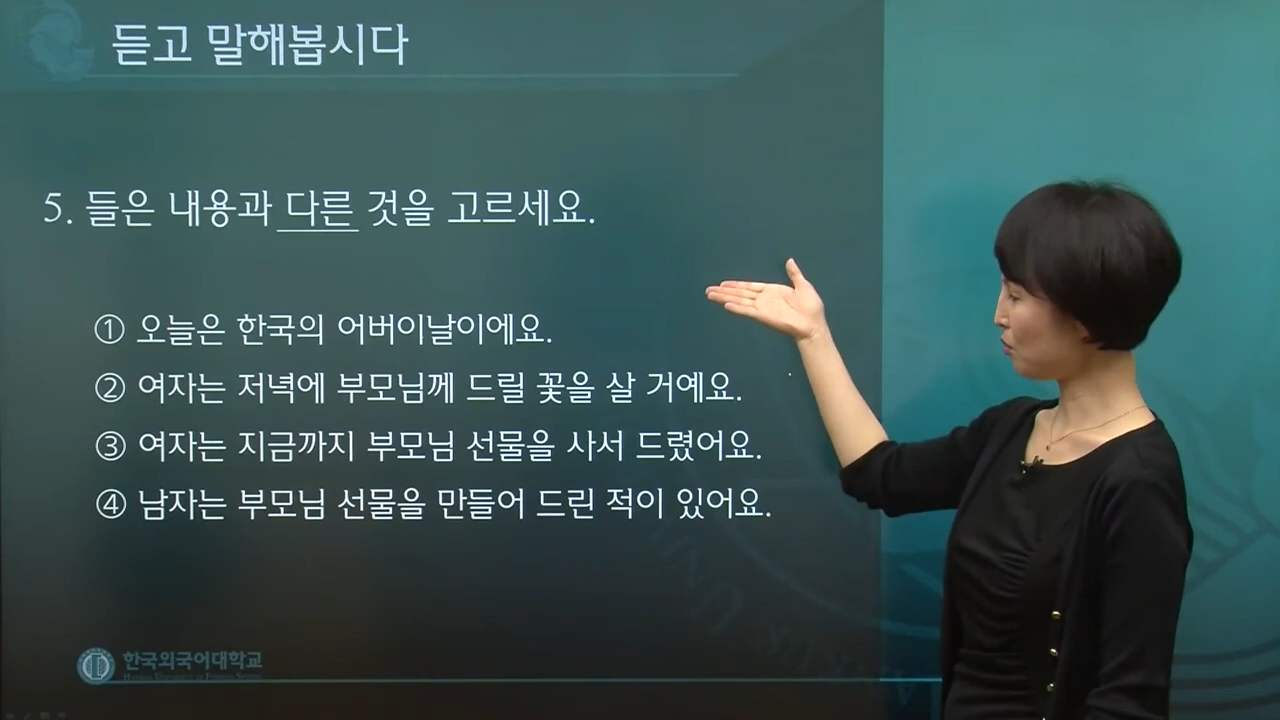 듣고 말해봅시다
5. 들은 내용과 다른 것을 고르세요.
① 오늘은 한국의 어버이날이에요.
② 여자는 저녁에 부모님께 드릴 꽃을 살 거예요.
③ 여자는 지금까지 부모님 선물을 사서 드렸어요.
④ 남자는 부모님 선물을 만들어 드린 적이 있어요.
한국외국어대학교